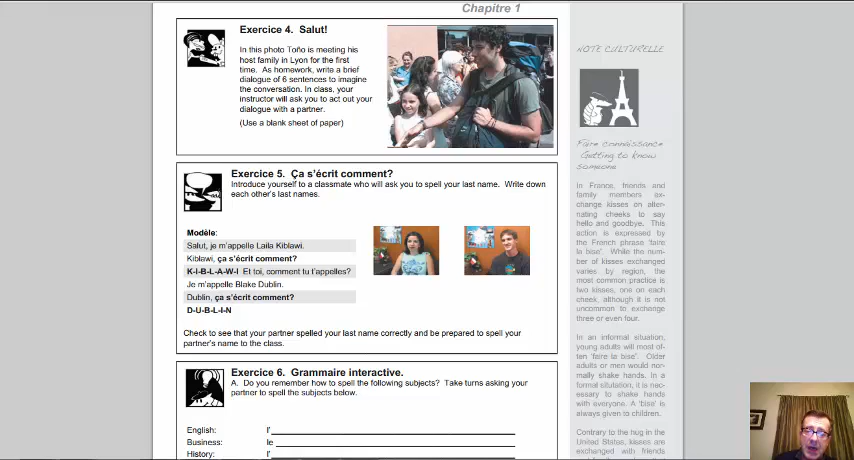 Chapitre 1
Exercice 4. Salut!
In this photo Toño is meeting his
host family in Lyon for the first
time. As homework, write a brief
dialogue of 6 sentences to imagine
the conversation. In class, your
instructor will ask you to act out your
dialogue with a partner.
(Use a blank sheet of paper)
Exercice 5. Ça s'écrit comment?
Introduce yourself to a classmate who will ask you to spell your last name. Write down
each other's last names.
Modèle:
Salut, je m'appelle Laila Kiblawi.
Kiblawi, ça s'écrit comment?
K-I-B-L-A-W-I Et toi, comment tu t'appelles?
Je m'appelle Blake Dublin.
Dublin, ça s'écrit comment?
D-U-B-L-I-N
Check to see that your partner spelled your last name correctly and be prepared to spell your
partner's name to the class.
Exercice 6. Grammaire interactive.
A. Do you remember how to spell the following subjects? Take turns asking your
partner to spell the subjects below.
English: l'
Business: le
History: l'
NOTE CULTURELLE
Faire connaissance
Getting to know
someone
In France, friends and
family members ex-
change kisses on alter-
nating cheeks to say
hello and goodbye. This
action is expressed by
the French phrase 'faire
la bise'. While the num-
ber of kisses exchanged
varies by region, the
most common practice is
two kisses, one on each
cheek, although it is not
uncommon to exchange
three or even four.
In an informal situation,
young adults will most of-
ten 'faire la bise'. Older
adults or men would nor-
mally shake hands. In a
formal situtation, it is nec-
essary to shake hands
with everyone. A 'bise' is
always given to children.
Contrary to the hug in the
United States, kisses are
exchanged with friends